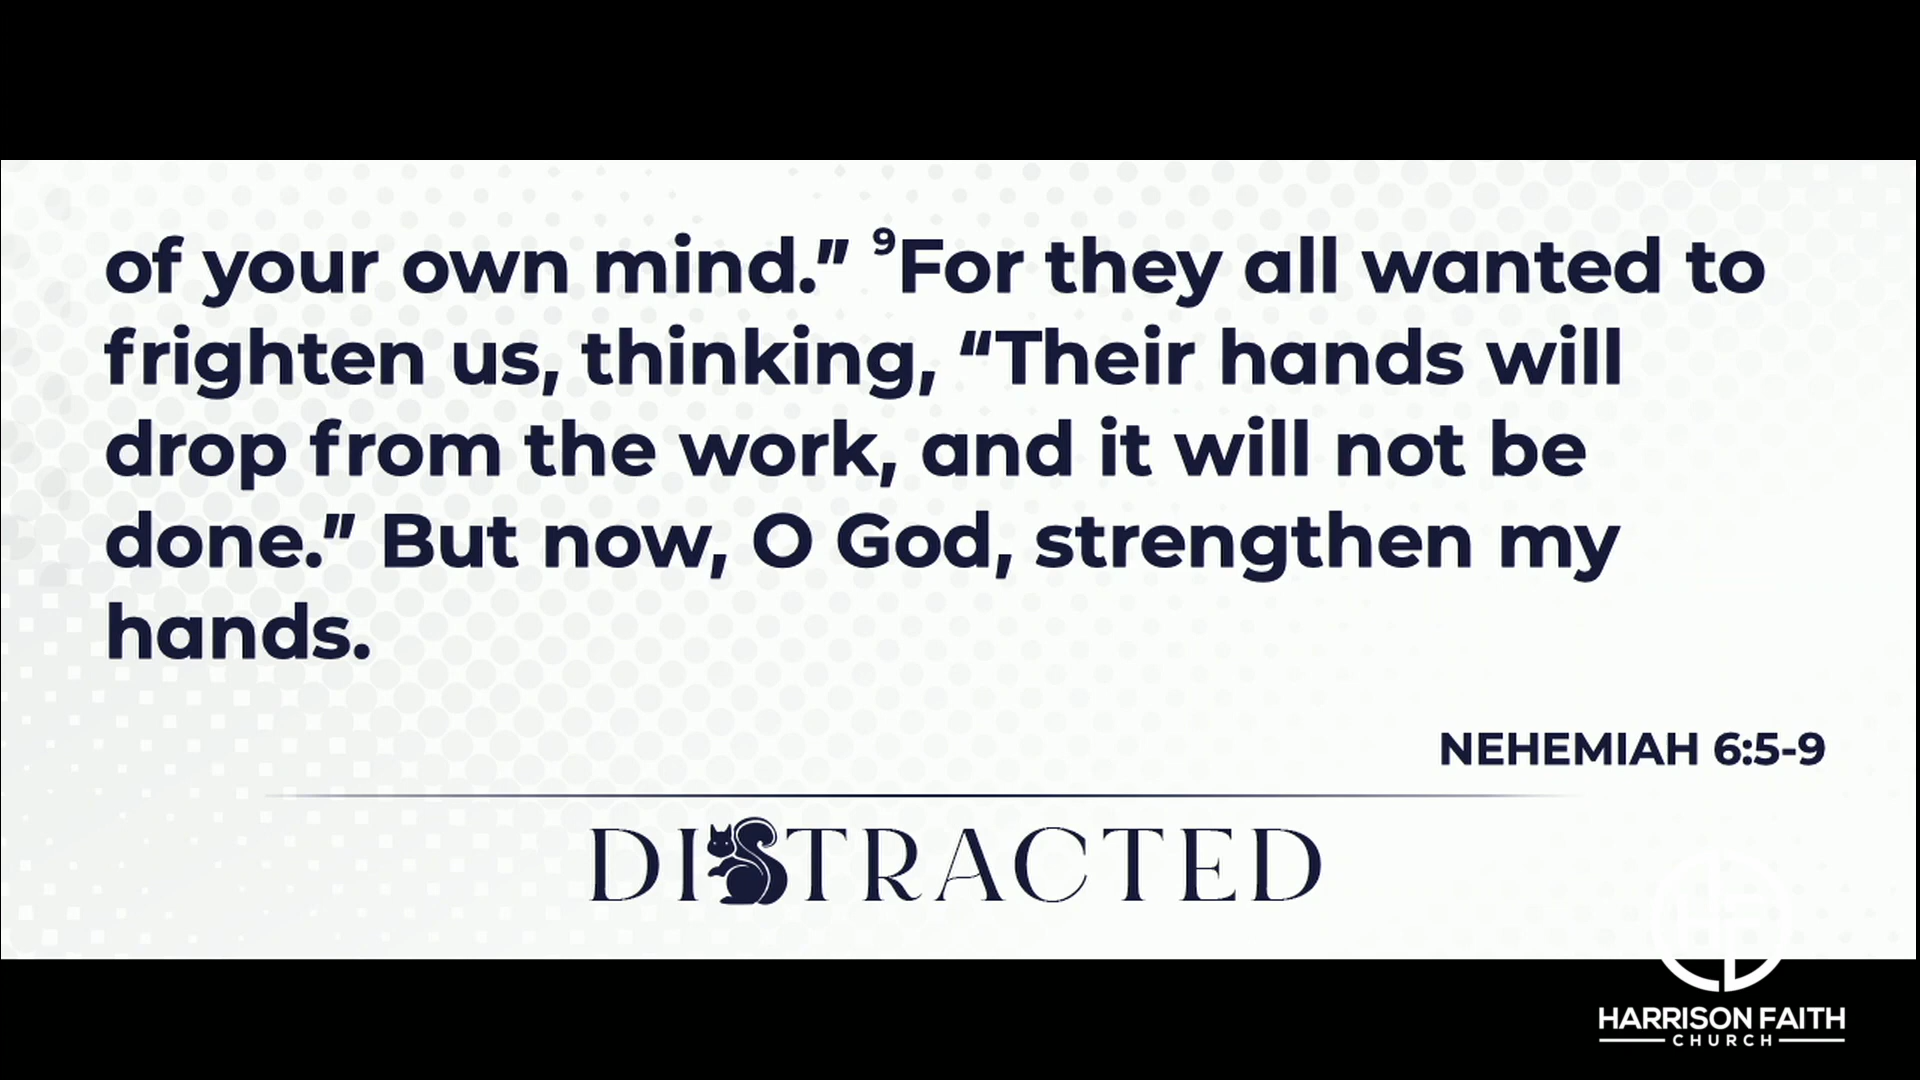 of your own mind.” ⁹For they all wanted to
frighten us, thinking, “Their hands will
drop from the work, and it will not be
done.” But now, O God, strengthen my
hands.
NEHEMIAH 6:5-9
DISTRACTED
HARRISON FAITH
CHURCH